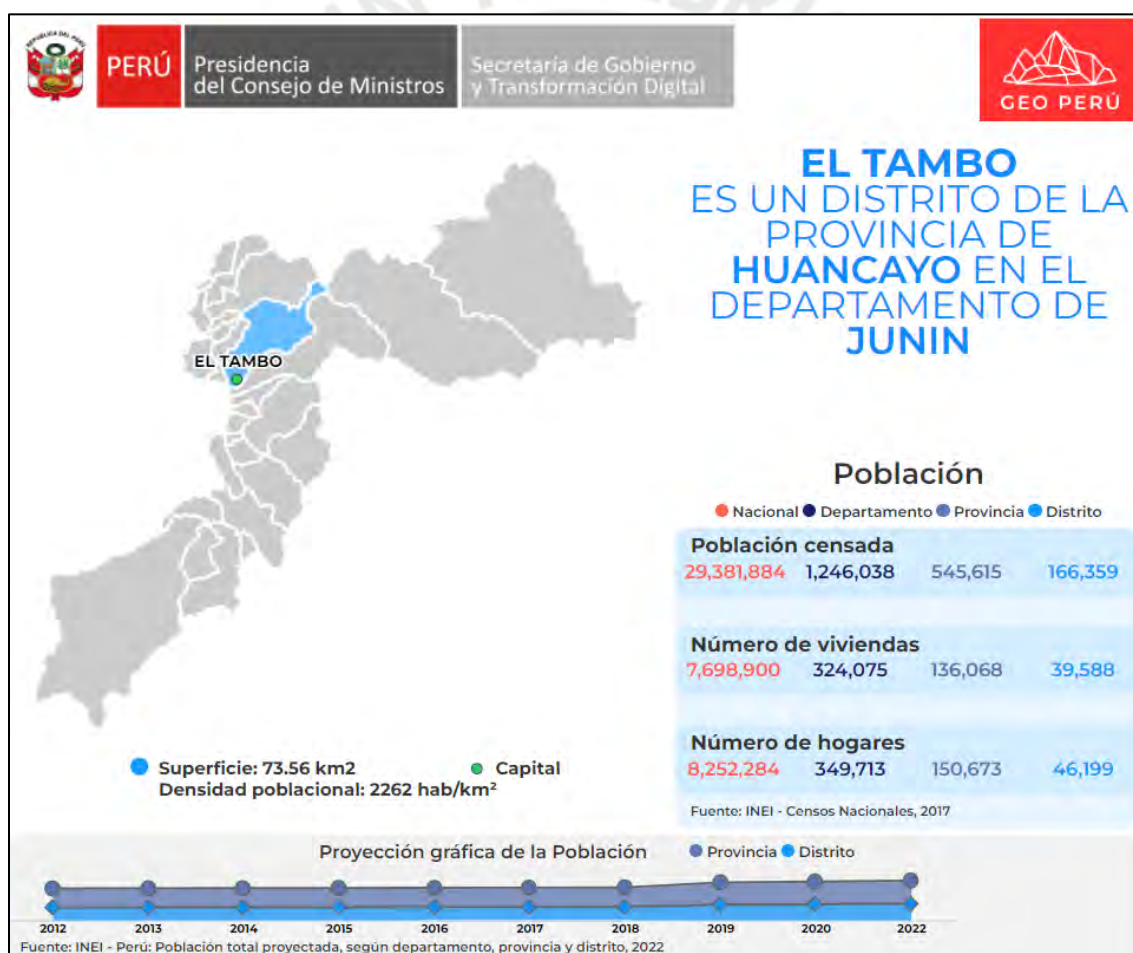 REPÚBLICA DEL PERÚ
PERÚ
Presidencia
del Consejo de Ministros
Secretaría de Gobierno
y Transformación Digital
GEO PERÚ
EL TAMBO
ES UN DISTRITO DE LA
PROVINCIA DE
HUANCAYO EN EL
DEPARTAMENTO DE
JUNIN
EL TAMBO
Población
Nacional Departamento Provincia Distrito
Población censada
29,381,884 1,246,038 545,615 166,359
Número de viviendas
7,698,900 324,075 136,068 39,588
Número de hogares
8,252,284 349,713 150,673 46,199
Fuente: INEI - Censos Nacionales, 2017
Superficie: 73.56 km2 Capital
Densidad poblacional: 2262 hab/km²
Proyección gráfica de la Población Provincia Distrito
2012 2013 2014 2015 2016 2017 2018 2019 2020 2022
Fuente: INEI - Perú: Población total proyectada, según departamento, provincia y distrito, 2022